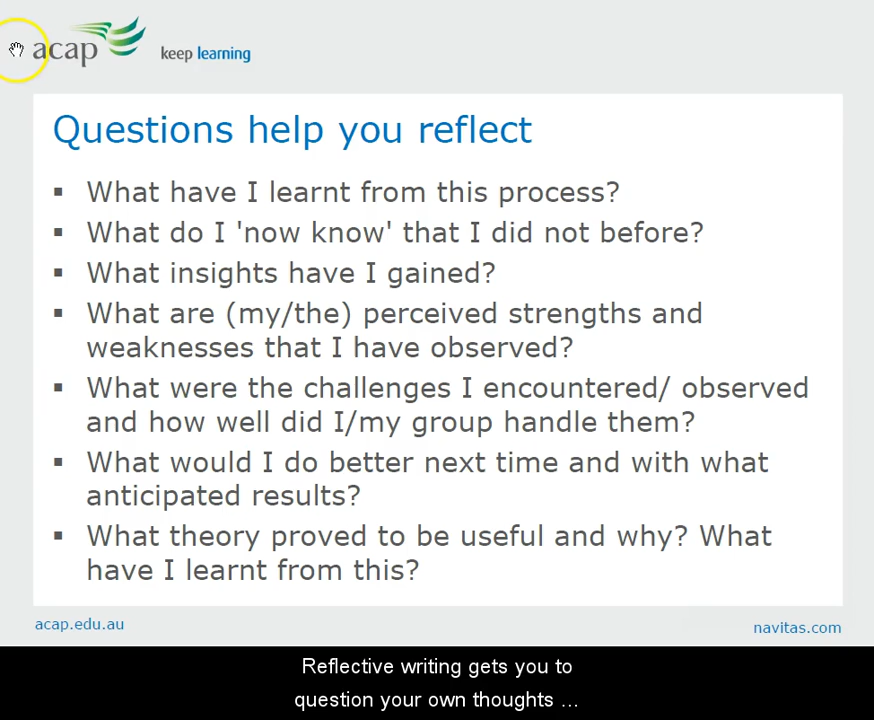 acap
keep learning
Questions help you reflect
▪ What have I learnt from this process?
▪ What do I 'now know' that I did not before?
▪ What insights have I gained?
▪ What are (my/the) perceived strengths and
weaknesses that I have observed?
▪ What were the challenges I encountered/ observed
and how well did I/my group handle them?
▪ What would I do better next time and with what
anticipated results?
▪ What theory proved to be useful and why? What
have I learnt from this?
acap.edu.au
navitas.com
Reflective writing gets you to
question your own thoughts ...